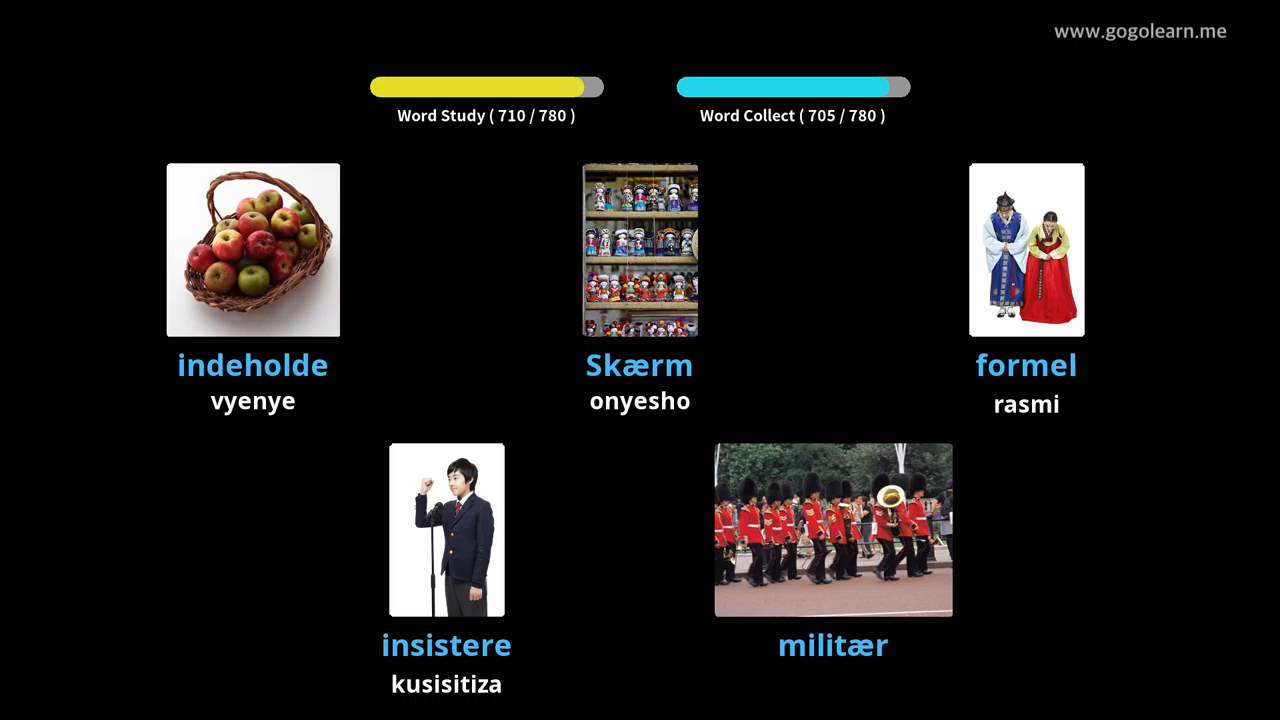 www.gogolearn.me
Word Study ( 710 / 780 )
Word Collect ( 705 / 780 )
indeholde
vyenye
Skærm
onyesho
formel
rasmi
insistere
kusisitiza
militær